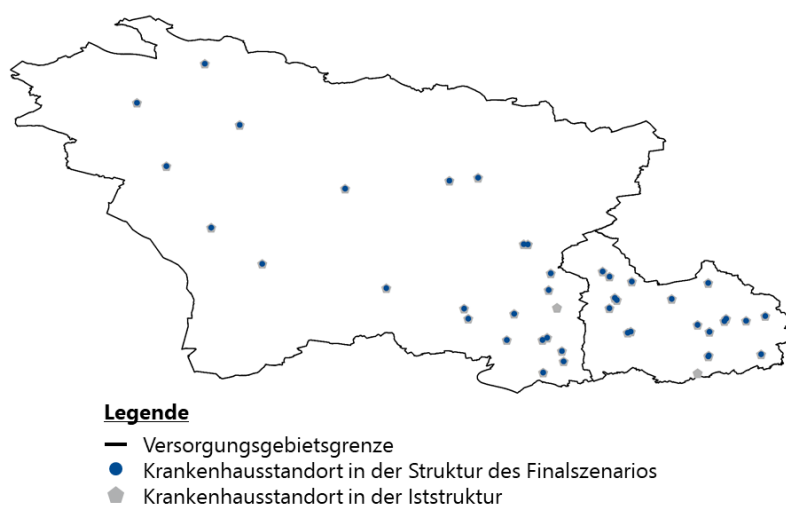 Legende
Versorgungsgebietsgrenze
Krankenhausstandort in der Struktur des Finalszenarios
Krankenhausstandort in der Iststruktur